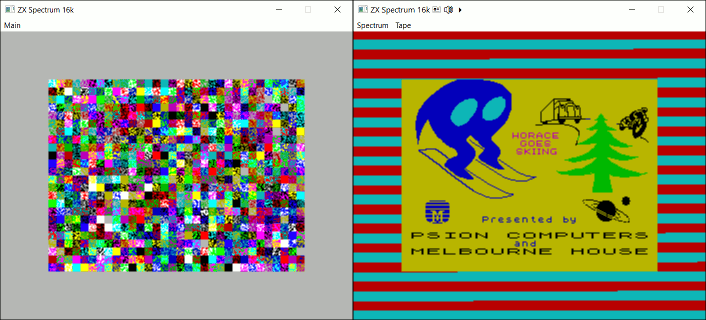 ZX Spectrum 16k
Main
ZX Spectrum 16k
Spectrum Tape
HORACE
GOES
SKIING
M
Presented by
PSION COMPUTERS
and
MELBOURNE HOUSE